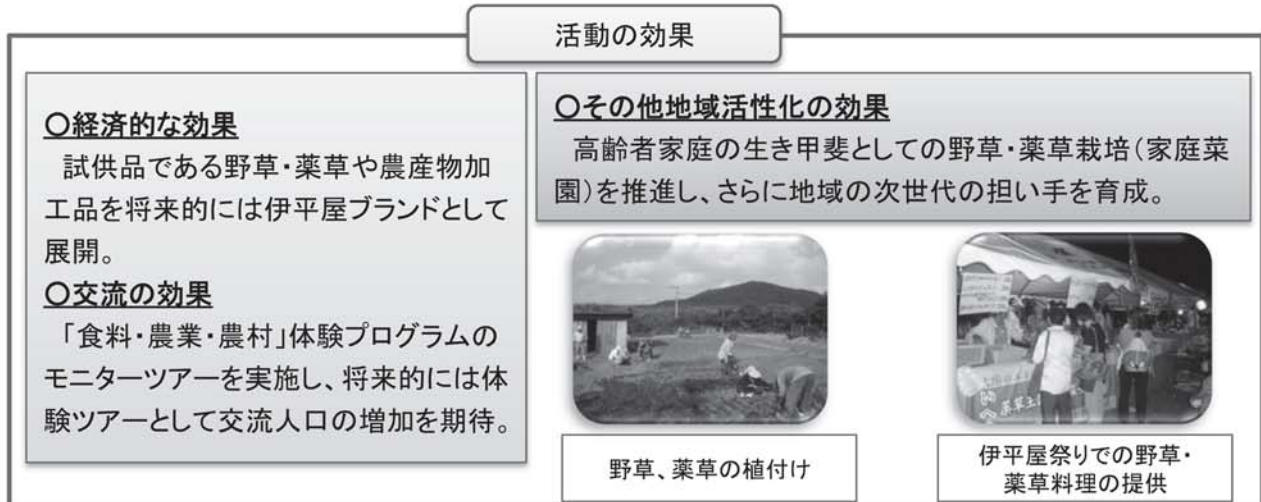 活動の効果
〇経済的な効果
試供品である野草・薬草や農産物加
工品を将来的には伊平屋ブランドとして
展開。
〇交流の効果
「食料・農業・農村」体験プログラムの
モニターツアーを実施し、将来的には体
験ツアーとして交流人口の増加を期待。
〇その他地域活性化の効果
高齢者家庭の生き甲斐としての野草・薬草栽培(家庭菜
園)を推進し、さらに地域の次世代の担い手を育成。
野草、薬草の植付け
伊平屋祭りでの野草・
薬草料理の提供